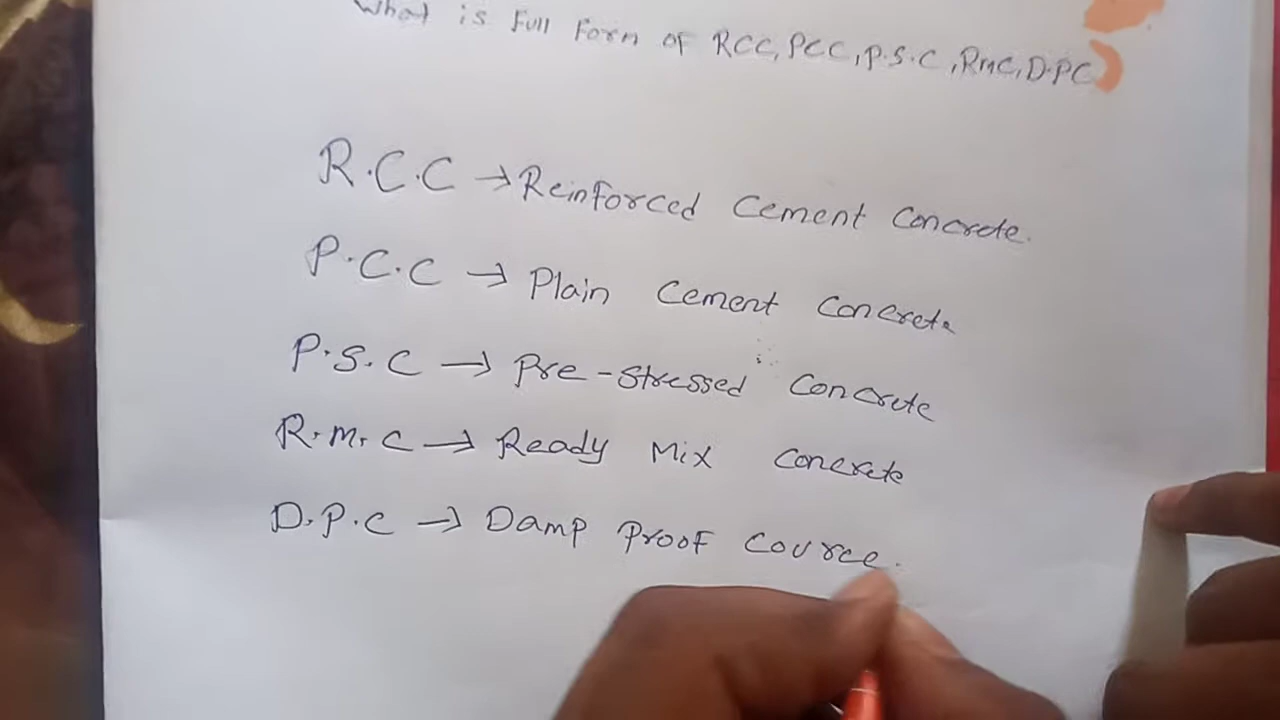 What is Full Form OF RCC, PCC, P.S.C, RMC, D.PC
R.C.C → Reinforced Cement Concrete.
P.C.C → Plain Cement Concrete
P.S.C → Pre-Stressed Concrete
R.M.C → Ready Mix Concrete
D.P.C → Damp Proof Cource.